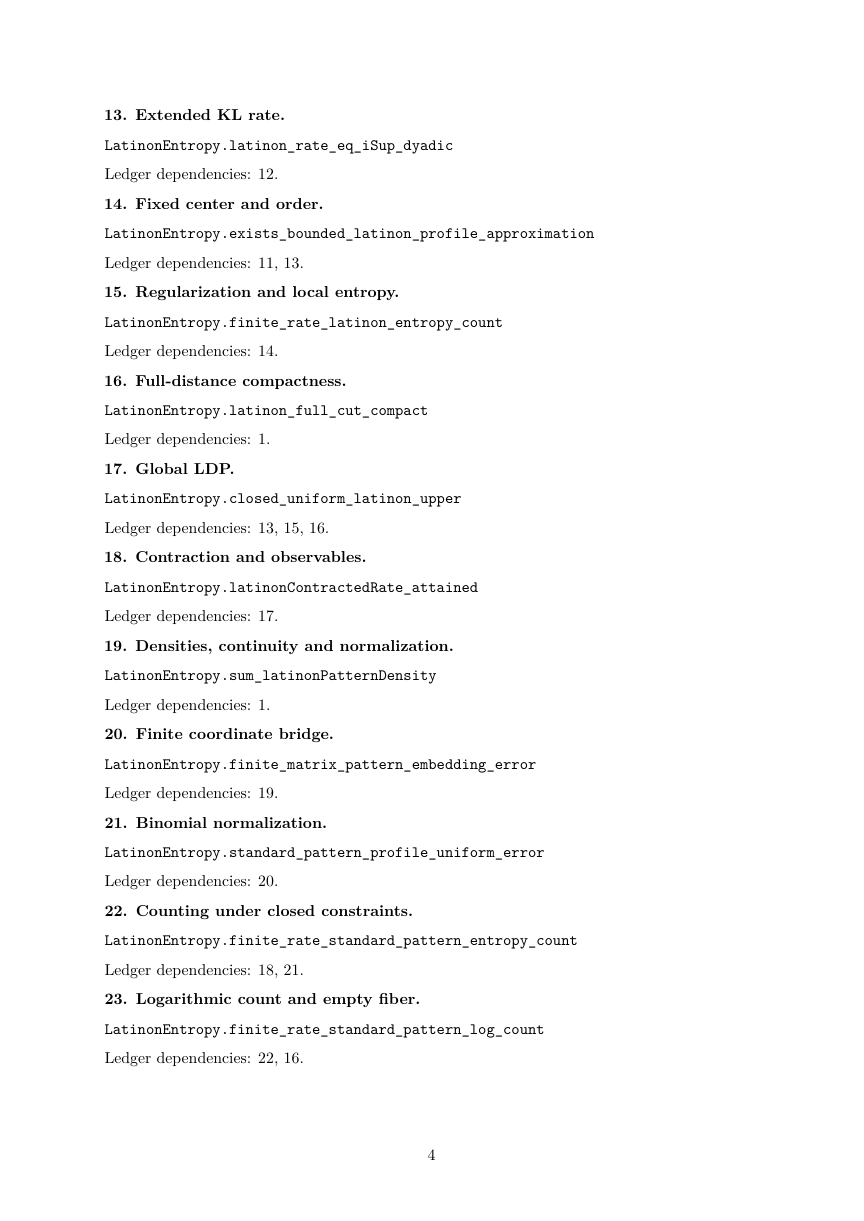 13. Extended KL rate.
LatinonEntropy.latinon_rate_eq_iSup_dyadic
Ledger dependencies: 12.
14. Fixed center and order.
LatinonEntropy.exists_bounded_latinon_profile_approximation
Ledger dependencies: 11, 13.
15. Regularization and local entropy.
LatinonEntropy.finite_rate_latinon_entropy_count
Ledger dependencies: 14.
16. Full-distance compactness.
LatinonEntropy.latinon_full_cut_compact
Ledger dependencies: 1.
17. Global LDP.
LatinonEntropy.closed_uniform_latinon_upper
Ledger dependencies: 13, 15, 16.
18. Contraction and observables.
LatinonEntropy.latinonContractedRate_attained
Ledger dependencies: 17.
19. Densities, continuity and normalization.
LatinonEntropy.sum_latinonPatternDensity
Ledger dependencies: 1.
20. Finite coordinate bridge.
LatinonEntropy.finite_matrix_pattern_embedding_error
Ledger dependencies: 19.
21. Binomial normalization.
LatinonEntropy.standard_pattern_profile_uniform_error
Ledger dependencies: 20.
22. Counting under closed constraints.
LatinonEntropy.finite_rate_standard_pattern_entropy_count
Ledger dependencies: 18, 21.
23. Logarithmic count and empty fiber.
LatinonEntropy.finite_rate_standard_pattern_log_count
Ledger dependencies: 22, 16.
4